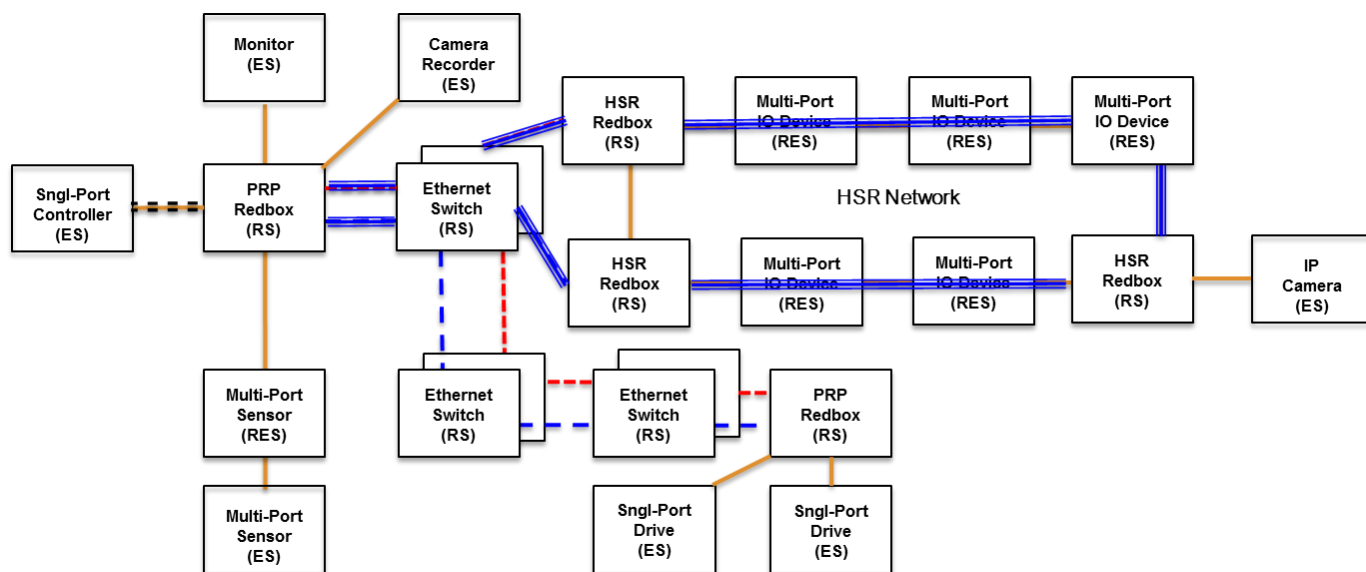 Monitor
(ES)
Camera
Recorder
(ES)
HSR
Redbox
(RS)
Multi-Port
IO Device
(RES)
Multi-Port
IO Device
(RES)
Multi-Port
IO Device
(RES)
Sngl-Port
Controller
(ES)
PRP
Redbox
(RS)
Ethernet
Switch
(RS)
HSR Network
HSR
Redbox
(RS)
Multi-Port
IO Device
(RES)
Multi-Port
IO Device
(RES)
HSR
Redbox
(RS)
IP
Camera
(ES)
Multi-Port
Sensor
(RES)
Ethernet
Switch
(RS)
Ethernet
Switch
(RS)
PRP
Redbox
(RS)
Multi-Port
Sensor
(ES)
Sngl-Port
Drive
(ES)
Sngl-Port
Drive
(ES)